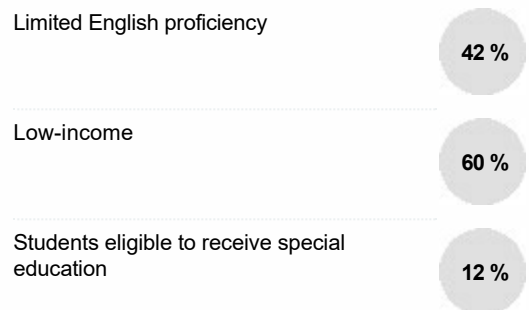 Limited English proficiency
42 %
Low-income
60 %
Students eligible to receive special
education
12 %